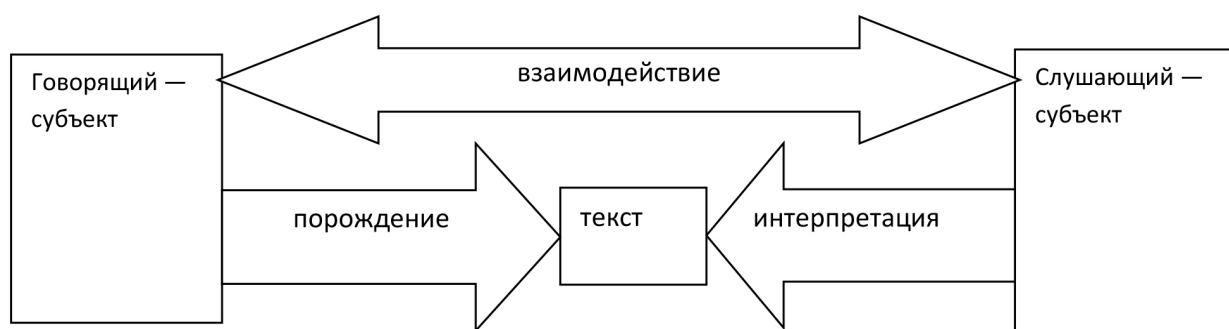 Говорящий —
субъект
взаимодействие
Слушающий —
субъект
порождение
текст
интерпретация